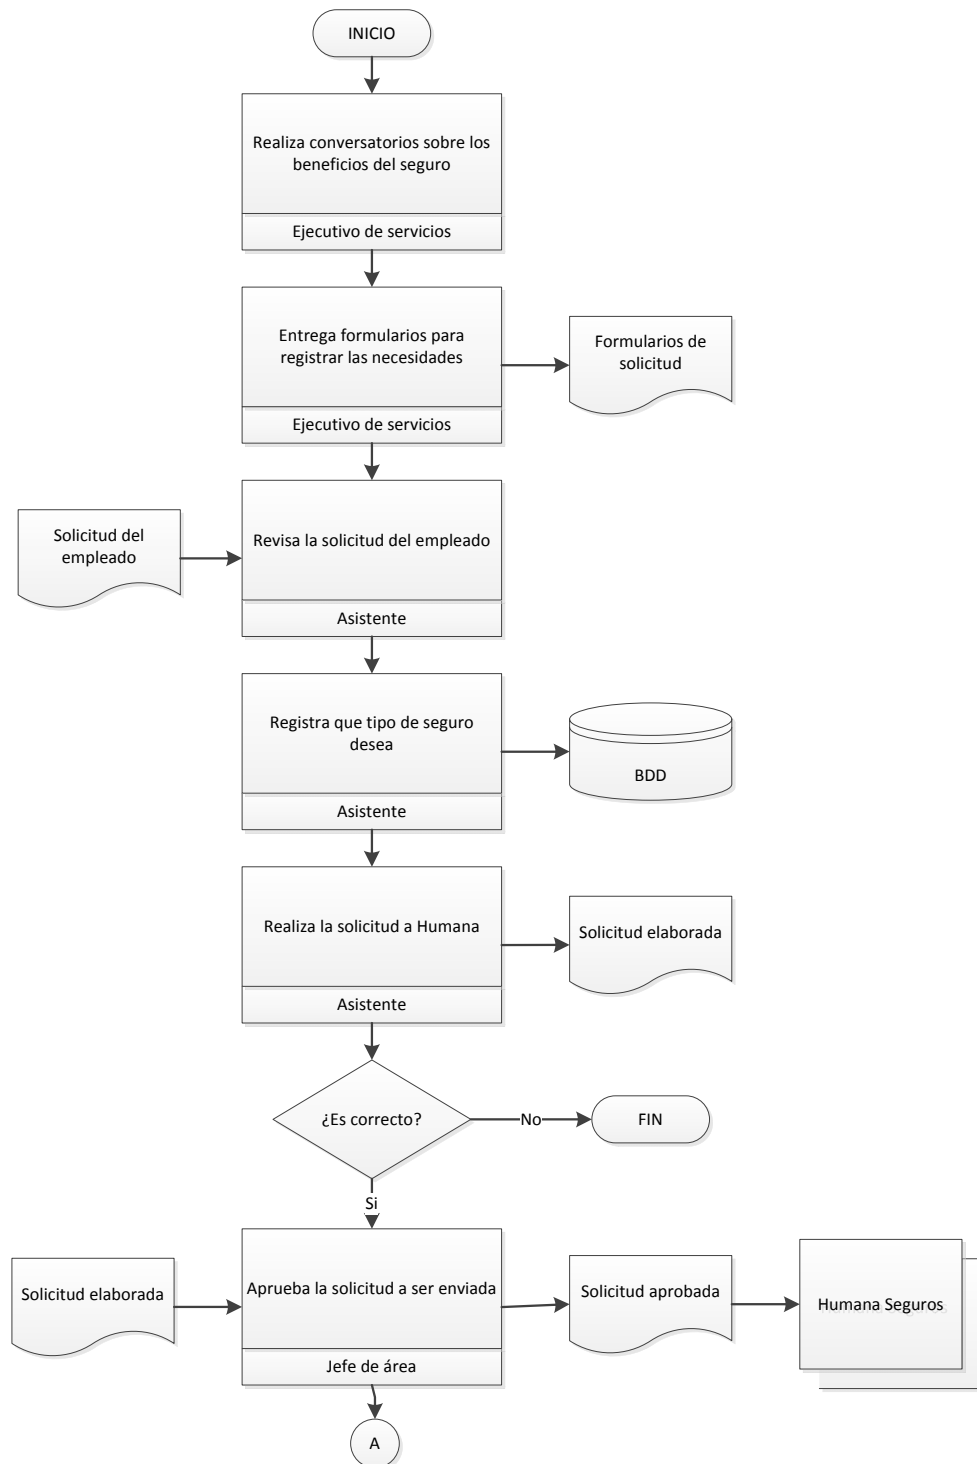 INICIO
Realiza conversatorios sobre los
beneficios del seguro
Ejecutivo de servicios
Entrega formularios para
registrar las necesidades
Ejecutivo de servicios
Formularios de
solicitud
Solicitud del
empleado
Revisa la solicitud del empleado
Asistente
Registra que tipo de seguro
desea
Asistente
BDD
Realiza la solicitud a Humana
Asistente
Solicitud elaborada
¿Es correcto?
No
FIN
Si
Solicitud elaborada
Aprueba la solicitud a ser enviada
Jefe de área
Solicitud aprobada
Humana Seguros
A